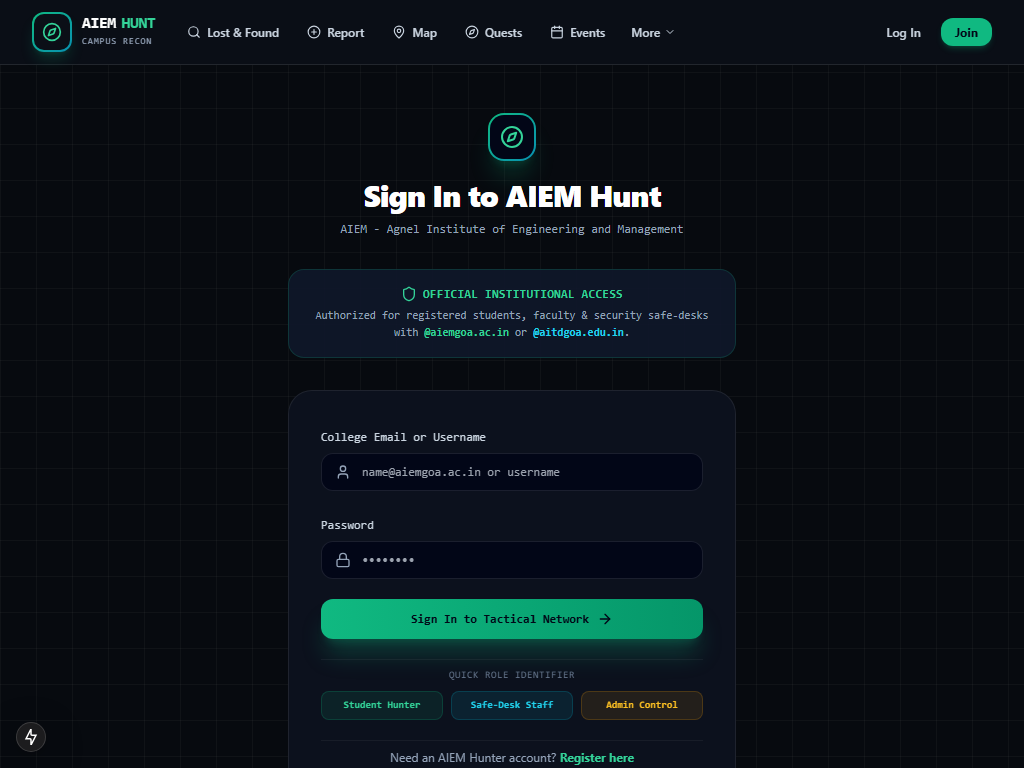 AIEM HUNT
CAMPUS RECON
Lost & Found
Report
Map
Quests
Events
More
Log In
Join
Sign In to AIEM Hunt
AIEM - Agnel Institute of Engineering and Management
OFFICIAL INSTITUTIONAL ACCESS
Authorized for registered students, faculty & security safe-desks
with @aiemgoa.ac.in or @aitdgoa.edu.in.
College Email or Username
name@aiemgoa.ac.in or username
Password
••••••••
Sign In to Tactical Network →
QUICK ROLE IDENTIFIER
Student Hunter
Safe-Desk Staff
Admin Control
Need an AIEM Hunter account? Register here